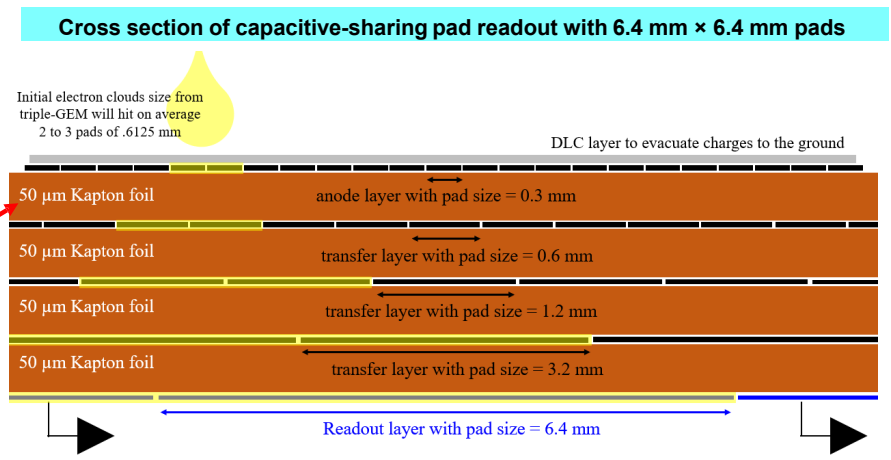 Cross section of capacitive-sharing pad readout with 6.4 mm × 6.4 mm pads
Initial electron clouds size from
triple-GEM will hit on average
2 to 3 pads of .6125 mm
DLC layer to evacuate charges to the ground
50 µm Kapton foil
anode layer with pad size = 0.3 mm
50 µm Kapton foil
transfer layer with pad size = 0.6 mm
50 µm Kapton foil
transfer layer with pad size = 1.2 mm
50 µm Kapton foil
transfer layer with pad size = 3.2 mm
Readout layer with pad size = 6.4 mm